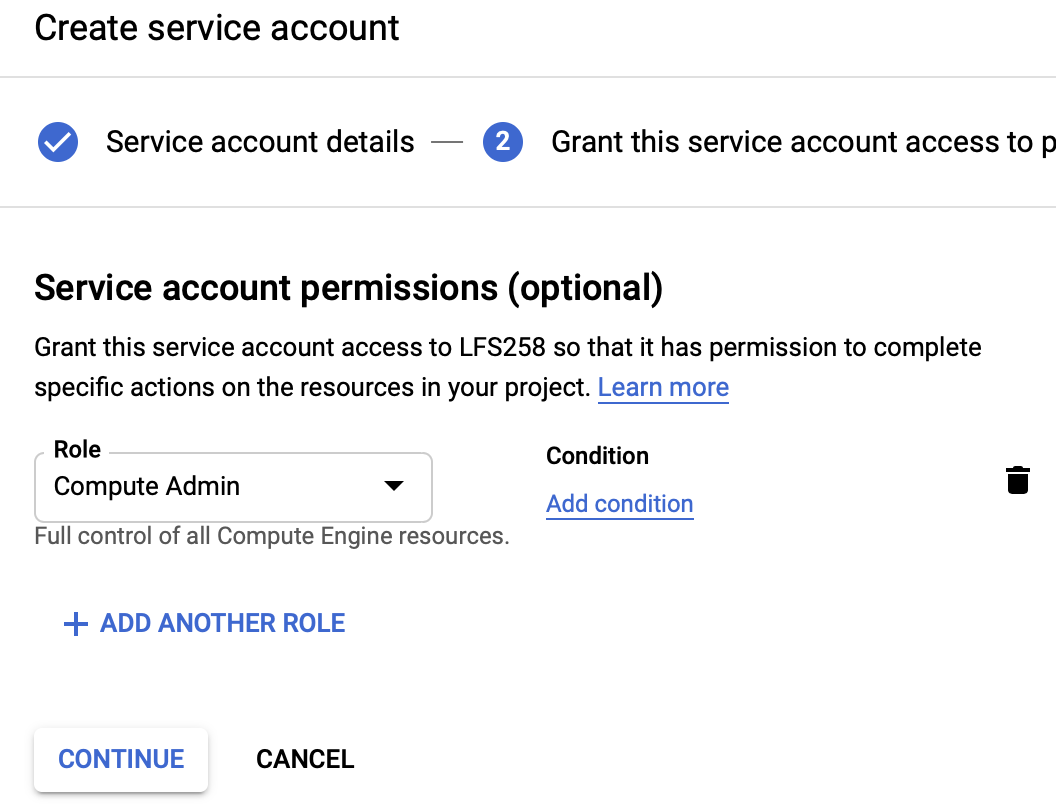 Create service account
Service account details
2
Grant this service account access to p
Service account permissions (optional)
Grant this service account access to LFS258 so that it has permission to complete
specific actions on the resources in your project. Learn more
Role
Compute Admin
Full control of all Compute Engine resources.
Condition
Add condition
ADD ANOTHER ROLE
CONTINUE
CANCEL